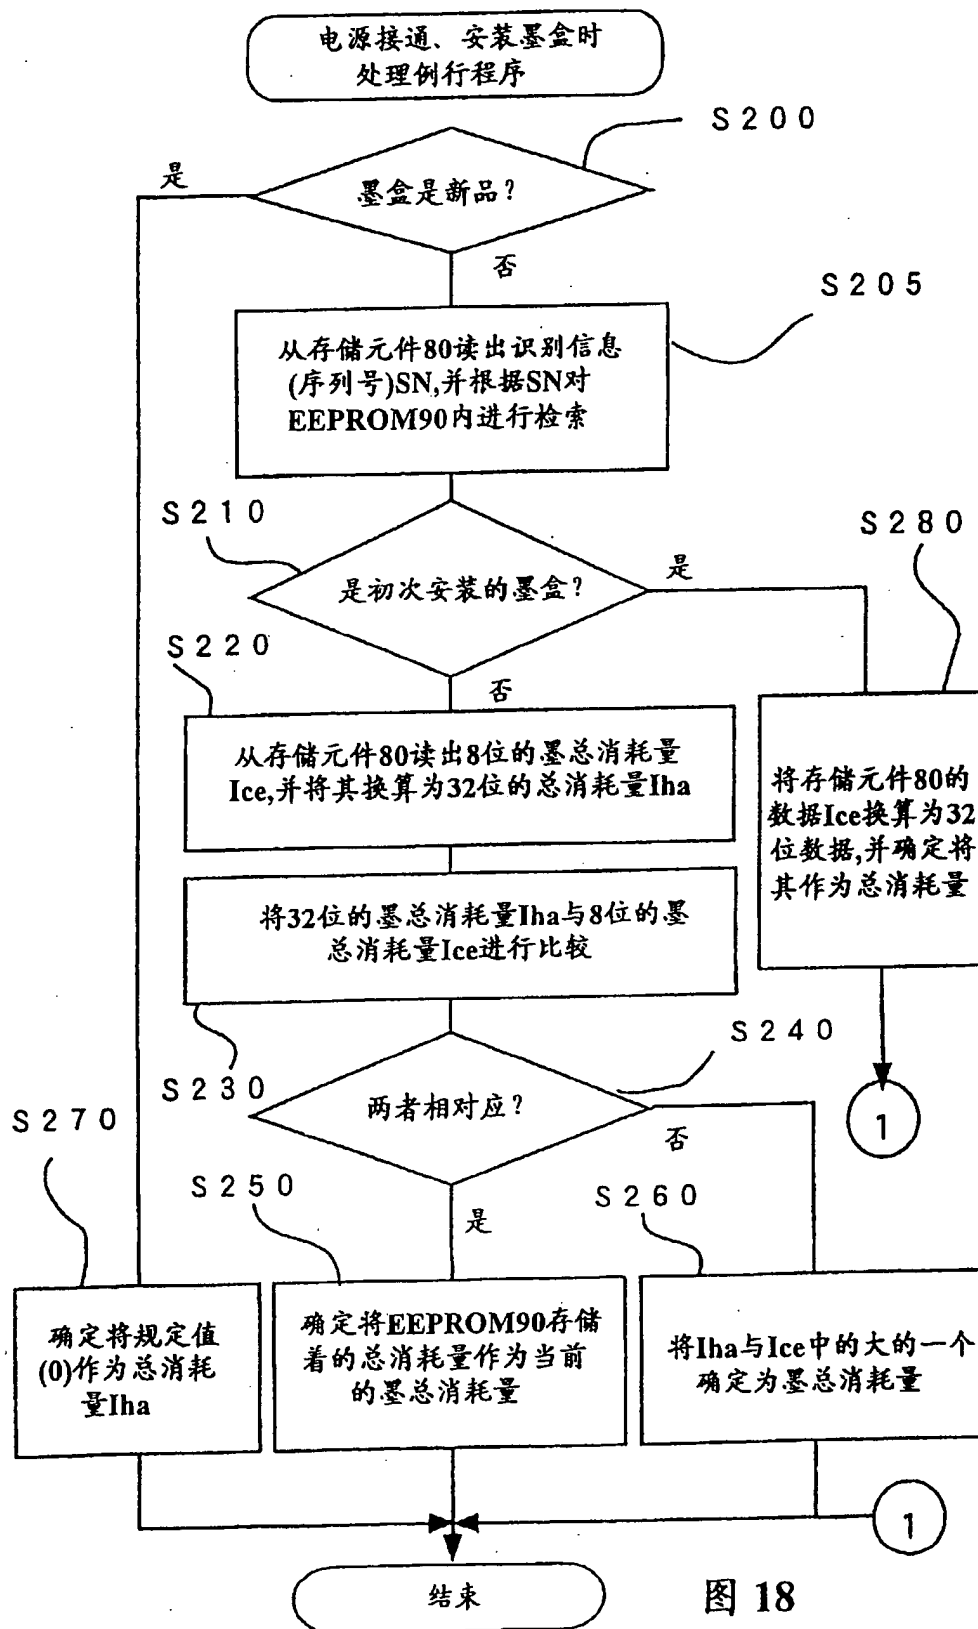 电源接通、安装墨盒时
处理例行程序
S200
是
墨盒是新品?
否
S205
从存储元件80读出识别信息
(序列号)SN,并根据SN对
EEPROM90内进行检索
S210
是初次安装的墨盒?
是
S280
S220
否
从存储元件80读出8位的墨总消耗量
Ice,并将其换算为32位的总消耗量Iha
将存储元件80的
数据Ice换算为32
位数据,并确定将
其作为总消耗量
将32位的墨总消耗量Iha与8位的墨
总消耗量Ice进行比较
S230
S240
两者相对应?
否
1
S270
S250
是
S260
确定将规定值
(0)作为总消耗
量Iha
确定将EEPROM90存储
着的总消耗量作为当前
的墨总消耗量
将Iha与Ice中的大的一个
确定为墨总消耗量
1
结束
图 18